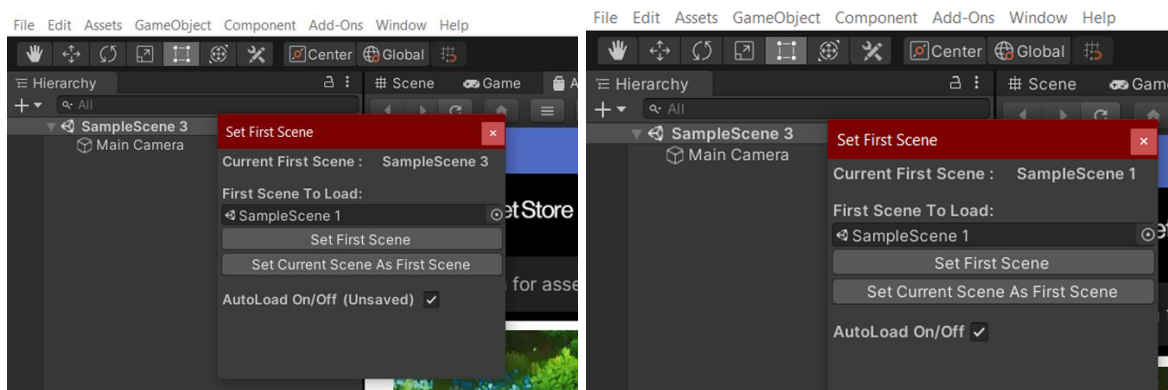 File Edit Assets GameObject Component Add-Ons Window Help
Center Global
Hierarchy
Scene Game
All
SampleScene 3
Main Camera
Set First Scene
Current First Scene : SampleScene 3
First Scene To Load:
SampleScene 1
Set First Scene
Set Current Scene As First Scene
AutoLoad On/Off (Unsaved)
et Store
for asse
File Edit Assets GameObject Component Add-Ons Window Help
Center Global
Hierarchy
Scene Gam
All
SampleScene 3
Main Camera
Set First Scene
Current First Scene : SampleScene 1
First Scene To Load:
SampleScene 1
Set First Scene
Set Current Scene As First Scene
AutoLoad On/Off